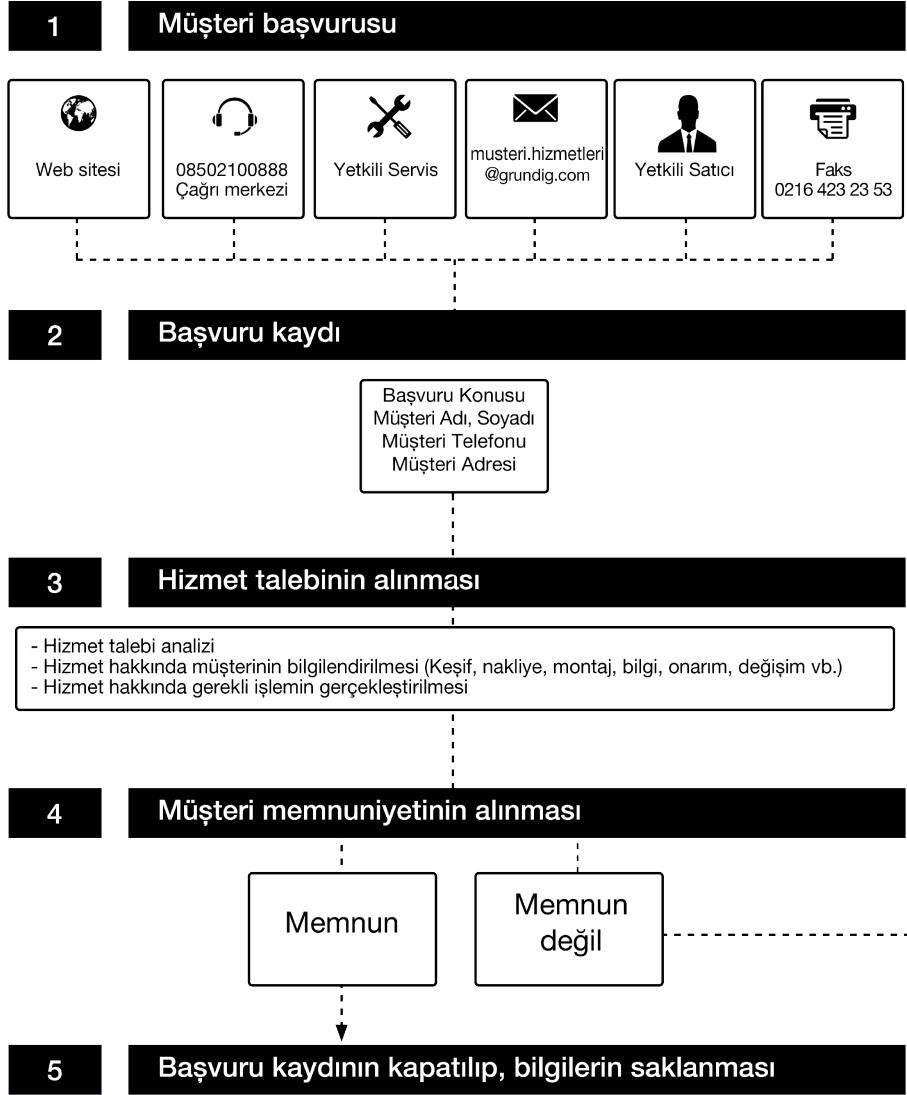 1
Müşteri başvurusu
Web sitesi
08502100888
Çağrı merkezi
Yetkili Servis
musteri.hizmetleri
@grundig.com
Yetkili Satıcı
Faks
0216 423 23 53
2
Başvuru kaydı
Başvuru Konusu
Müşteri Adı, Soyadı
Müşteri Telefonu
Müşteri Adresi
3
Hizmet talebinin alınması
- Hizmet talebi analizi
- Hizmet hakkında müşterinin bilgilendirilmesi (Keşif, nakliye, montaj, bilgi, onarım, değişim vb.)
- Hizmet hakkında gerekli işlemin gerçekleştirilmesi
4
Müşteri memnuniyetinin alınması
Memnun
Memnun
değil
5
Başvuru kaydının kapatılıp, bilgilerin saklanması